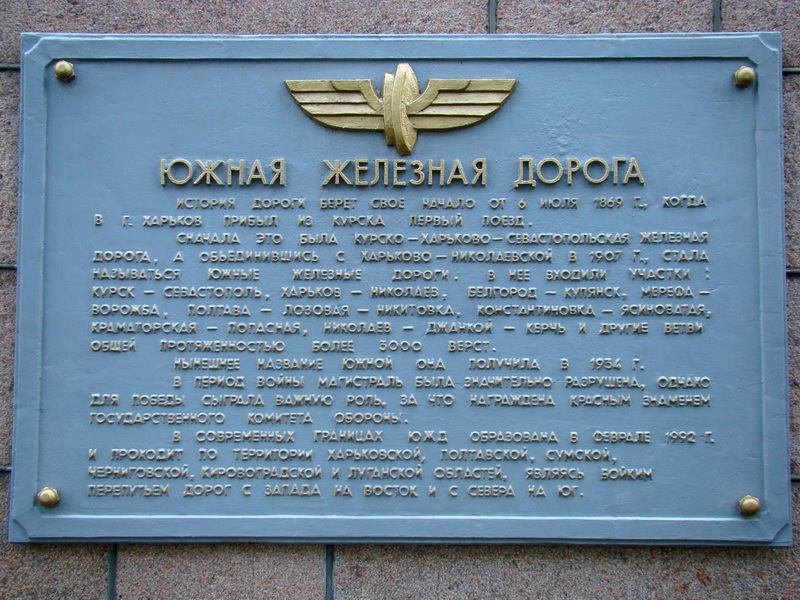 ЮЖНАЯ ЖЕЛЕЗНАЯ ДОРОГА
ИСТОРИЯ ДОРОГИ БЕРЕТ СВОЕ НАЧАЛО ОТ 6 ИЮЛЯ 1869 Г., КОГДА
В Г. ХАРЬКОВ ПРИБЫЛ ИЗ КУРСКА ПЕРВЫЙ ПОЕЗД.
СНАЧАЛА ЭТО БЫЛА КУРСКО — ХАРЬКОВО — СЕВАСТОПОЛЬСКАЯ ЖЕЛЕЗНАЯ
ДОРОГА, А ОБЪЕДИНИВШИСЬ С ХАРЬКОВО — НИКОЛАЕВСКОЙ В 1907 Г., СТАЛА
НАЗЫВАТЬСЯ ЮЖНЫЕ ЖЕЛЕЗНЫЕ ДОРОГИ. В НЕЕ ВХОДИЛИ УЧАСТКИ :
КУРСК — СЕВАСТОПОЛЬ, ХАРЬКОВ — НИКОЛАЕВ, БЕЛГОРОД — КУПЯНСК, МЕРЕФА —
ВОРОЖБА, ПОЛТАВА — ЛОЗОВАЯ — НИКИТОВКА, КОНСТАНТИНОВКА — ЯСИНОВАТАЯ,
КРАМАТОРСКАЯ — ПОПАСНАЯ, НИКОЛАЕВ — ДЖАНКОЙ — КЕРЧЬ И ДРУГИЕ ВЕТВИ
ОБЩЕЙ ПРОТЯЖЕННОСТЬЮ БОЛЕЕ 3000 ВЕРСТ.
НЫНЕШНЕЕ НАЗВАНИЕ ЮЖНОЙ ОНА ПОЛУЧИЛА В 1934 Г.
В ПЕРИОД ВОЙНЫ МАГИСТРАЛЬ БЫЛА ЗНАЧИТЕЛЬНО РАЗРУШЕНА, ОДНАКО
ДЛЯ ПОБЕДЫ СЫГРАЛА ВАЖНУЮ РОЛЬ, ЗА ЧТО НАГРАЖДЕНА КРАСНЫМ ЗНАМЕНЕМ
ГОСУДАРСТВЕННОГО КОМИТЕТА ОБОРОНЫ.
В СОВРЕМЕННЫХ ГРАНИЦАХ ЮЖД ОБРАЗОВАНА В ФЕВРАЛЕ 1992 Г.
И ПРОХОДИТ ПО ТЕРРИТОРИИ ХАРЬКОВСКОЙ, ПОЛТАВСКОЙ, СУМСКОЙ,
ЧЕРНИГОВСКОЙ, КИРОВОГРАДСКОЙ И ЛУГАНСКОЙ ОБЛАСТЕЙ, ЯВЛЯЯСЬ БОЙКИМ
ПЕРЕПУТЬЕМ ДОРОГ С ЗАПАДА НА ВОСТОК И С СЕВЕРА НА ЮГ.